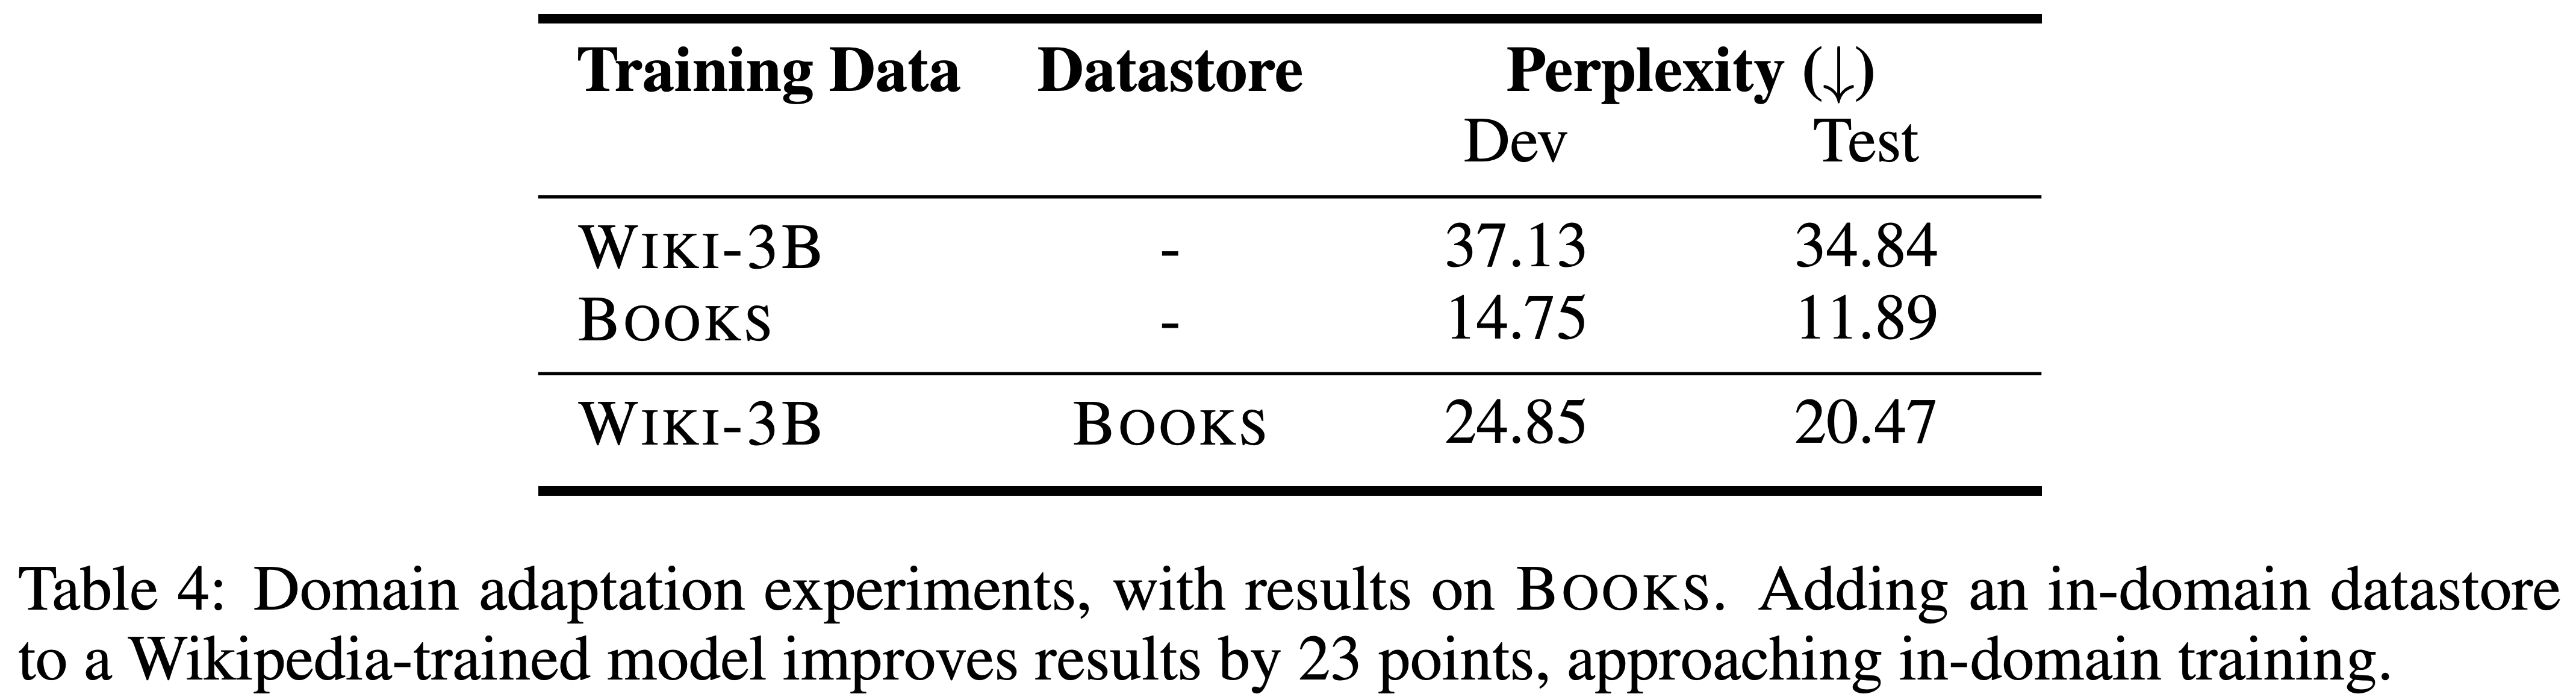 Training Data Datastore Perplexity (↓)
Dev Test
WIKI-3B - 37.13 34.84
BOOKS - 14.75 11.89
WIKI-3B BOOKS 24.85 20.47
Table 4: Domain adaptation experiments, with results on BOOKS. Adding an in-domain datastore
to a Wikipedia-trained model improves results by 23 points, approaching in-domain training.